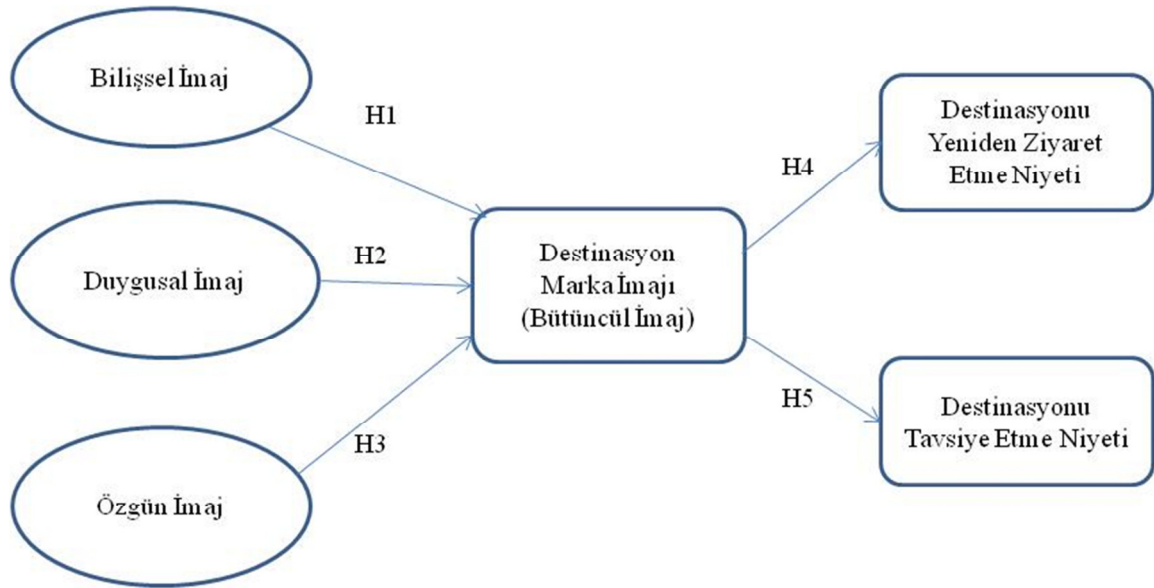 Bilişsel İmaj
H1
Duygusal İmaj
H2
Özgün İmaj
H3
Destinasyon
Marka İmajı
(Bütüncül İmaj)
H4
Destinasyonu
Yeniden Ziyaret
Etme Niyeti
H5
Destinasyonu
Tavsiye Etme Niyeti